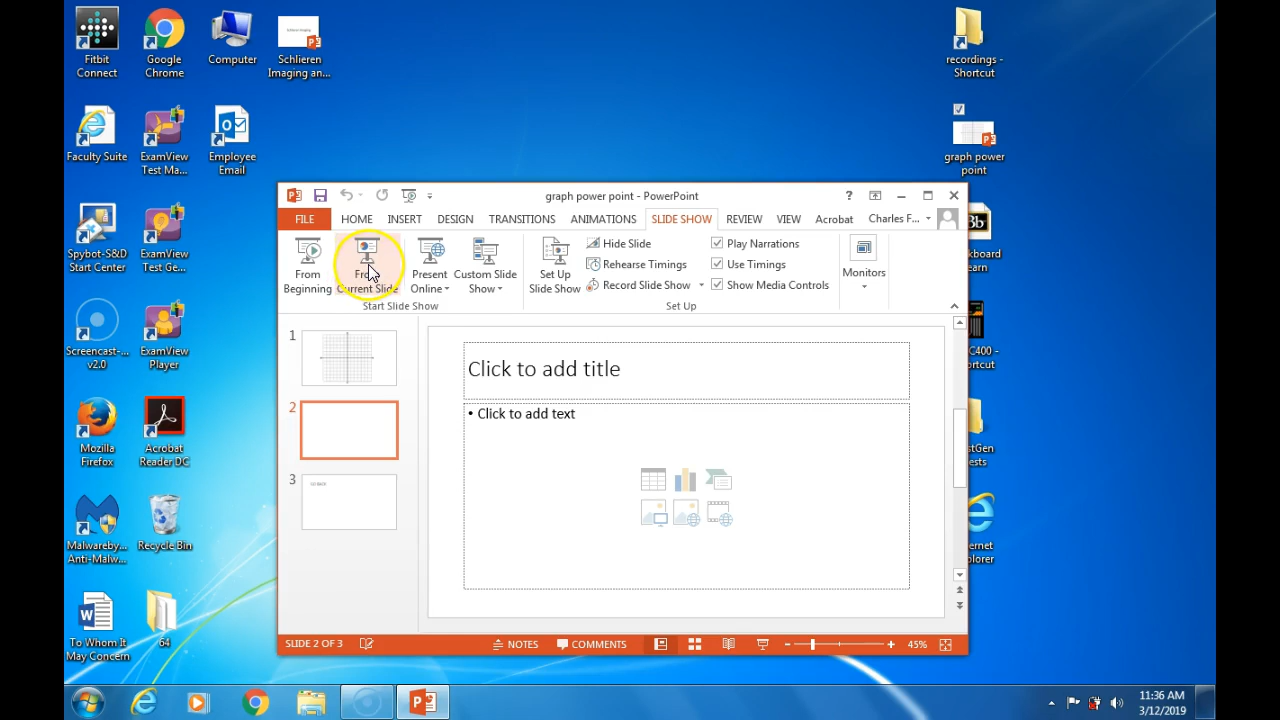 Fitbit
Connect
Google
Chrome
Computer
Schlieren
Imaging an...
recordings -
Shortcut
Faculty Suite
ExamView
Test Ma...
Employee
Email
graph power
point
graph power point - PowerPoint
FILE
HOME
INSERT
DESIGN
TRANSITIONS
ANIMATIONS
SLIDE SHOW
REVIEW
VIEW
Acrobat
Charles F...
Spybot-S&D
Start Center
ExamView
Test Ge...
From
Beginning
Current Slide
Present
Online
Custom Slide
Show
Set Up
Slide Show
Hide Slide
Rehearse Timings
Record Slide Show
Play Narrations
Use Timings
Show Media Controls
Monitors
Start Slide Show
Set Up
Bb
Screencast-...
v2.0
ExamView
Player
1
2
3
Click to add title
• Click to add text
Mozilla
Firefox
Acrobat
Reader DC
Malwareby...
Anti-Malw...
Recycle Bin
To Whom It
May Concern
64
SLIDE 2 OF 3
NOTES
COMMENTS
45%
11:36 AM
3/12/2019